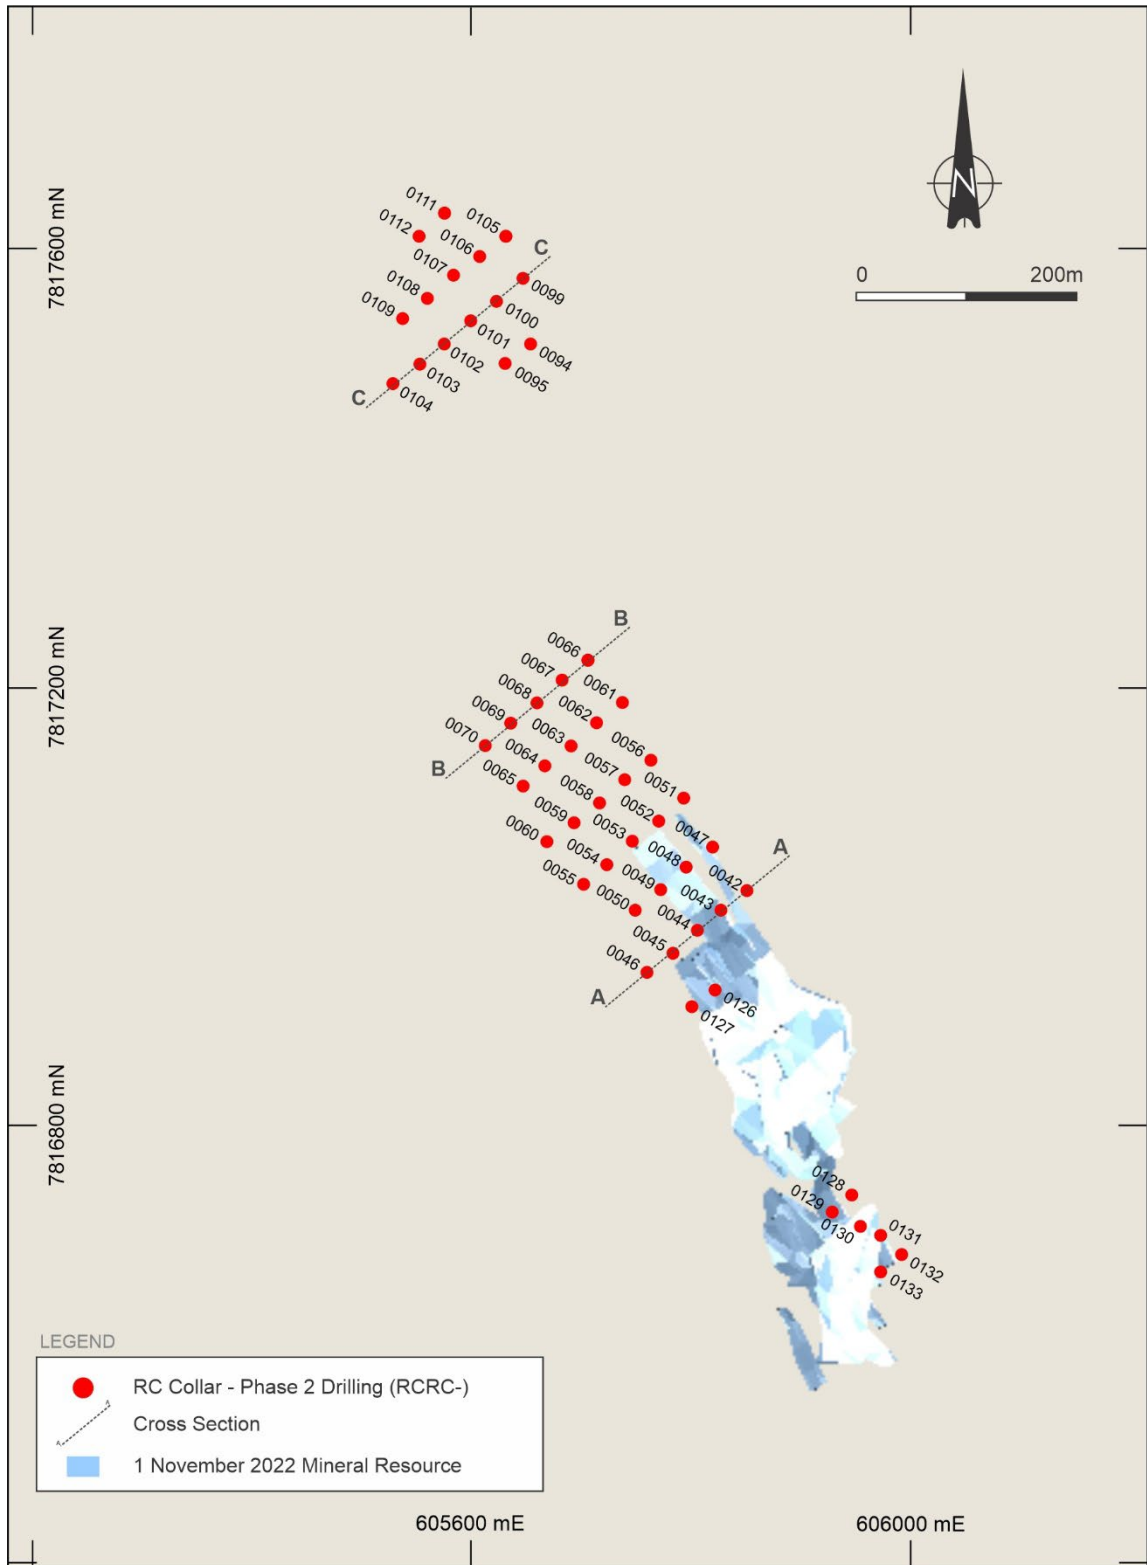 7817600 mN
0111
0105
0112
0106
C
N
0107
0099
0 200m
0108
0100
0109
0101
0102
0094
0103
0095
C
0104
B
0066
7817200 mN
0067
0061
0068
0062
0069
0063
0056
0070
B
0064
0057
0051
0065
0058
0052
0059
0053
0047
0060
0048
A
0054
0049
0042
0055
0050
0043
0044
0045
0046
A
0126
0127
7816800 mN
0128
0129
0130
0131
0132
0133
LEGEND
RC Collar - Phase 2 Drilling (RCRC-)
A
A
Cross Section
1 November 2022 Mineral Resource
605600 mE
606000 mE